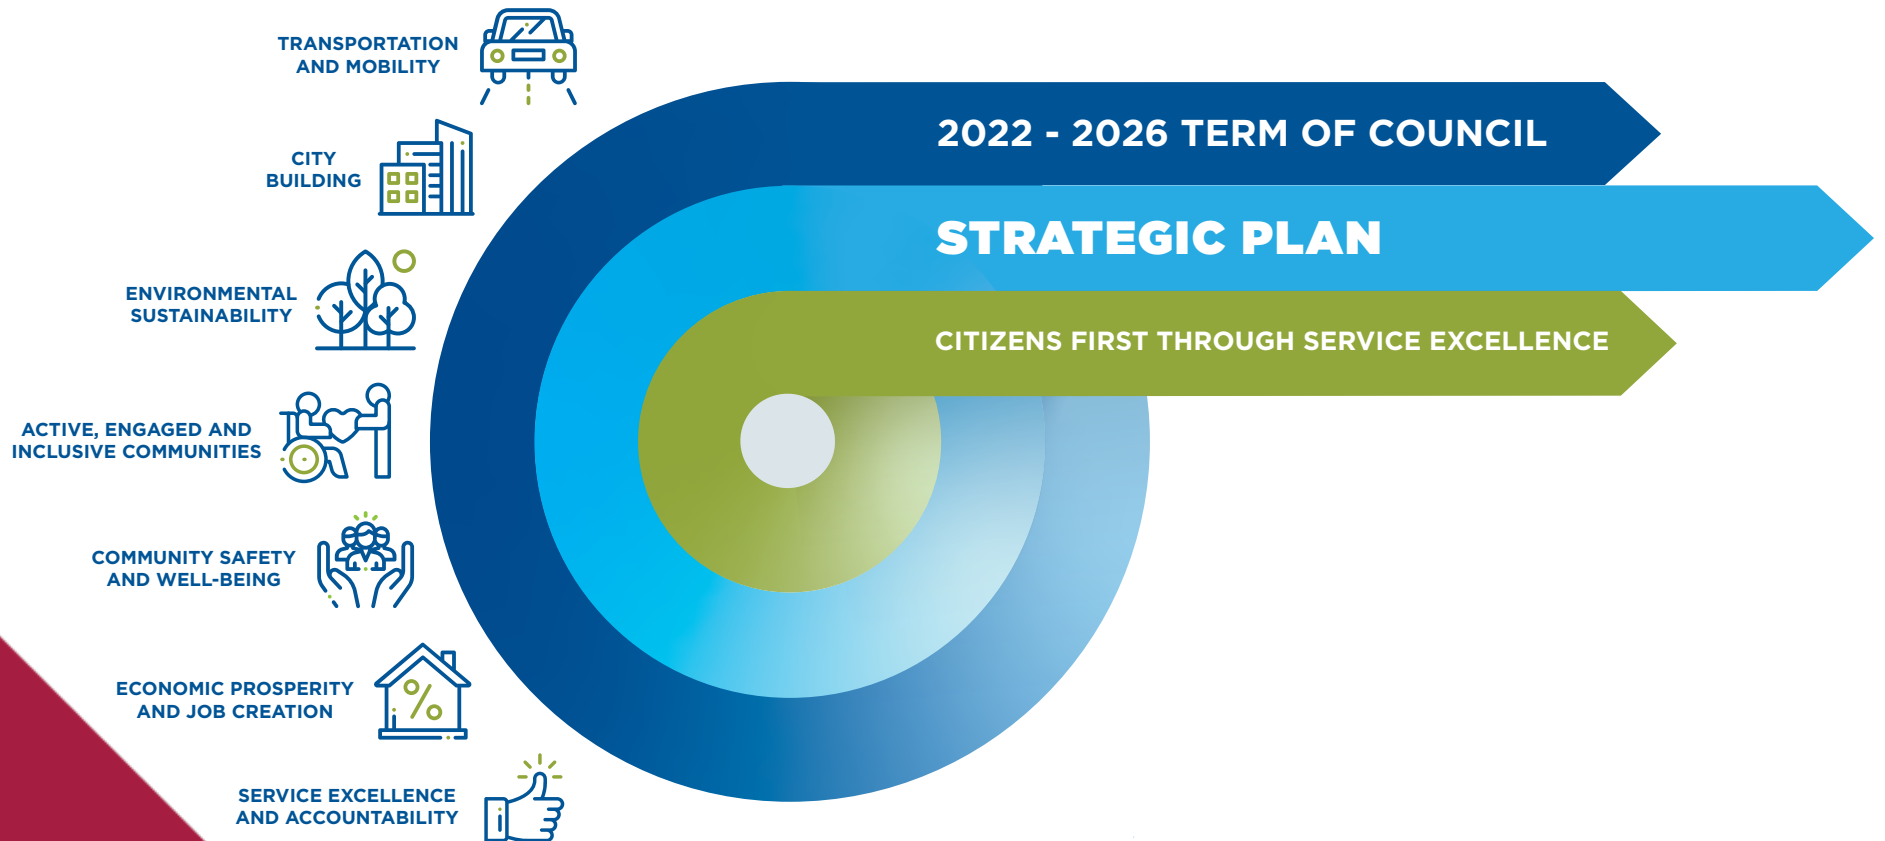 TRANSPORTATION
AND MOBILITY
CITY
BUILDING
ENVIRONMENTAL
SUSTAINABILITY
ACTIVE, ENGAGED AND
INCLUSIVE COMMUNITIES
COMMUNITY SAFETY
AND WELL-BEING
ECONOMIC PROSPERITY
AND JOB CREATION
SERVICE EXCELLENCE
AND ACCOUNTABILITY
2022 - 2026 TERM OF COUNCIL
STRATEGIC PLAN
CITIZENS FIRST THROUGH SERVICE EXCELLENCE